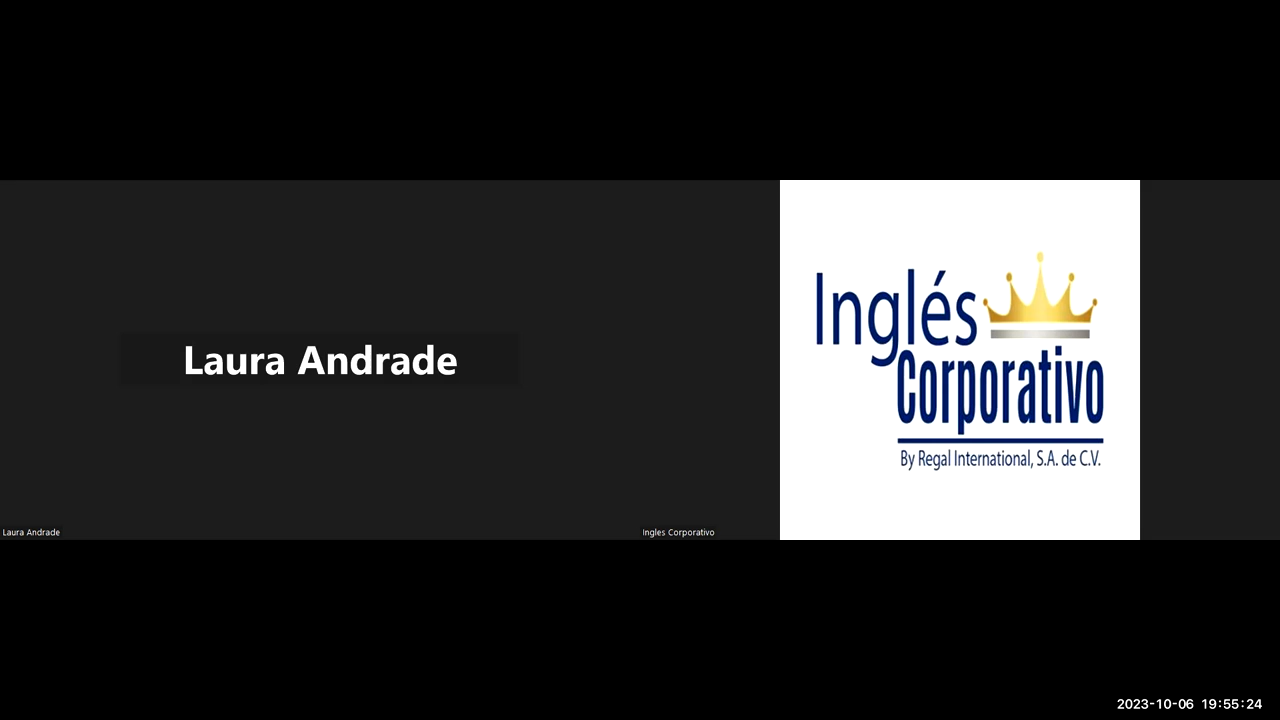 Laura Andrade
Laura Andrade
Inglés
Corporativo
By Regal International, S.A. de C.V.
Ingles Corporativo
2023-10-06 19:55:24